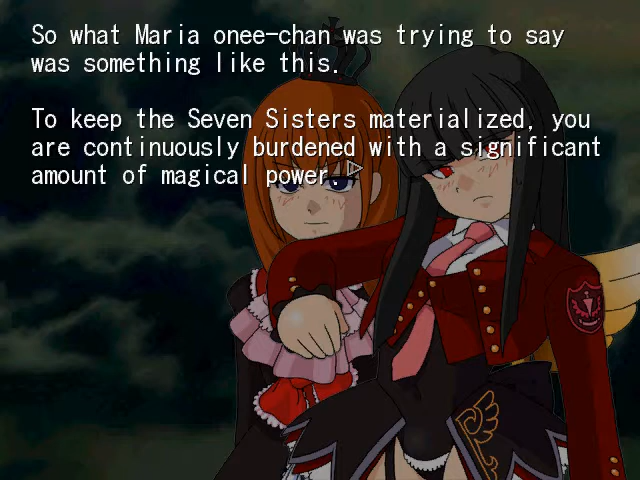 So what Maria onee-chan was trying to say
was something like this.
To keep the Seven Sisters materialized, you
are continuously burdened with a significant
amount of magical power.